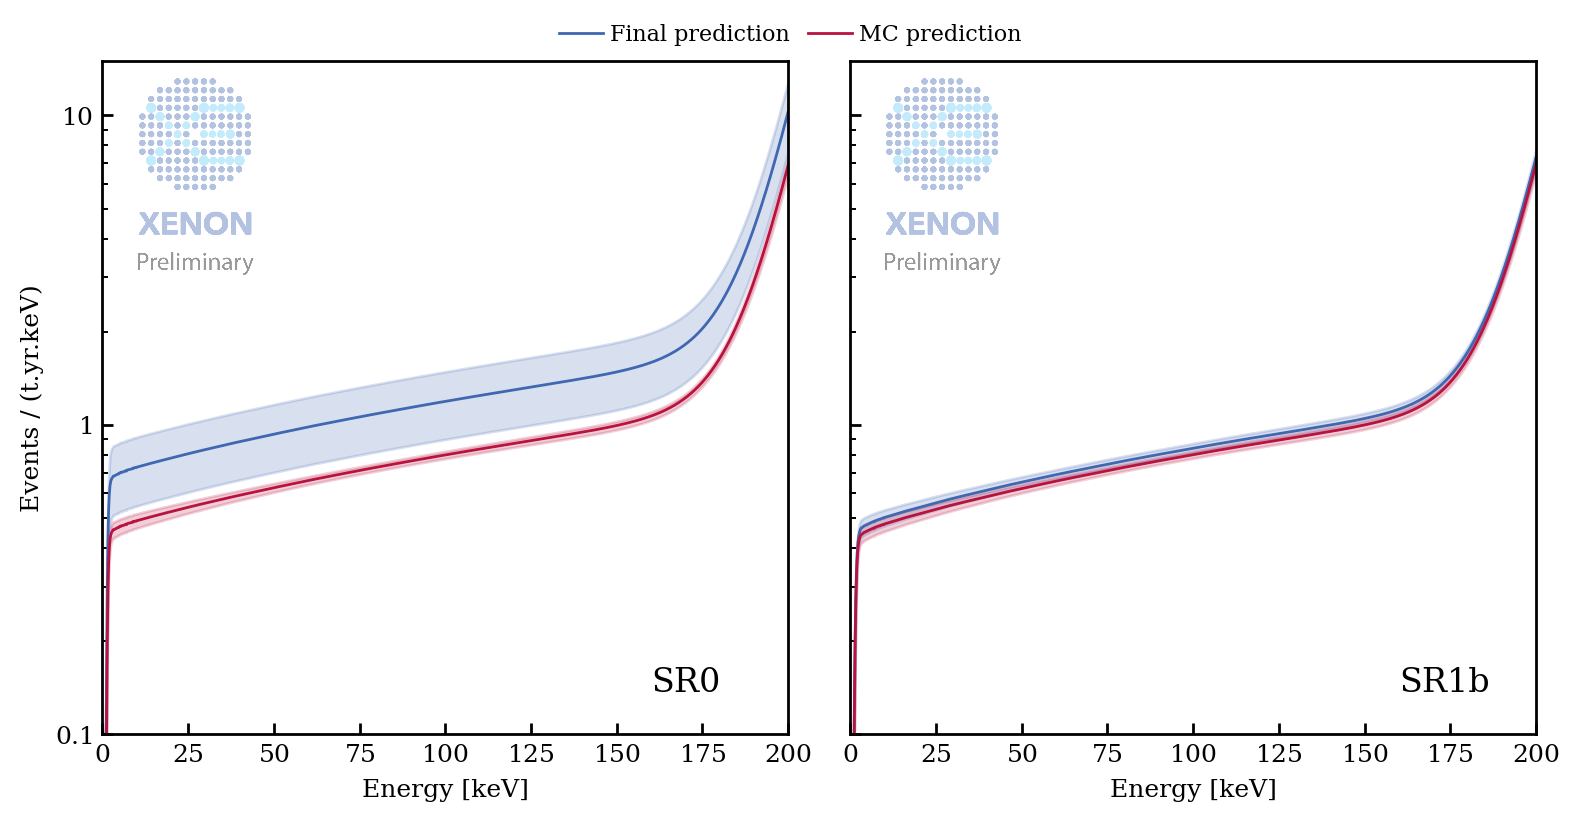 Final prediction MC prediction
XENON
Preliminary
XENON
Preliminary
10
1
0.1
Events / (t.yr.keV)
SR0
SR1b
0 25 50 75 100 125 150 175 200
0 25 50 75 100 125 150 175 200
Energy [keV]
Energy [keV]